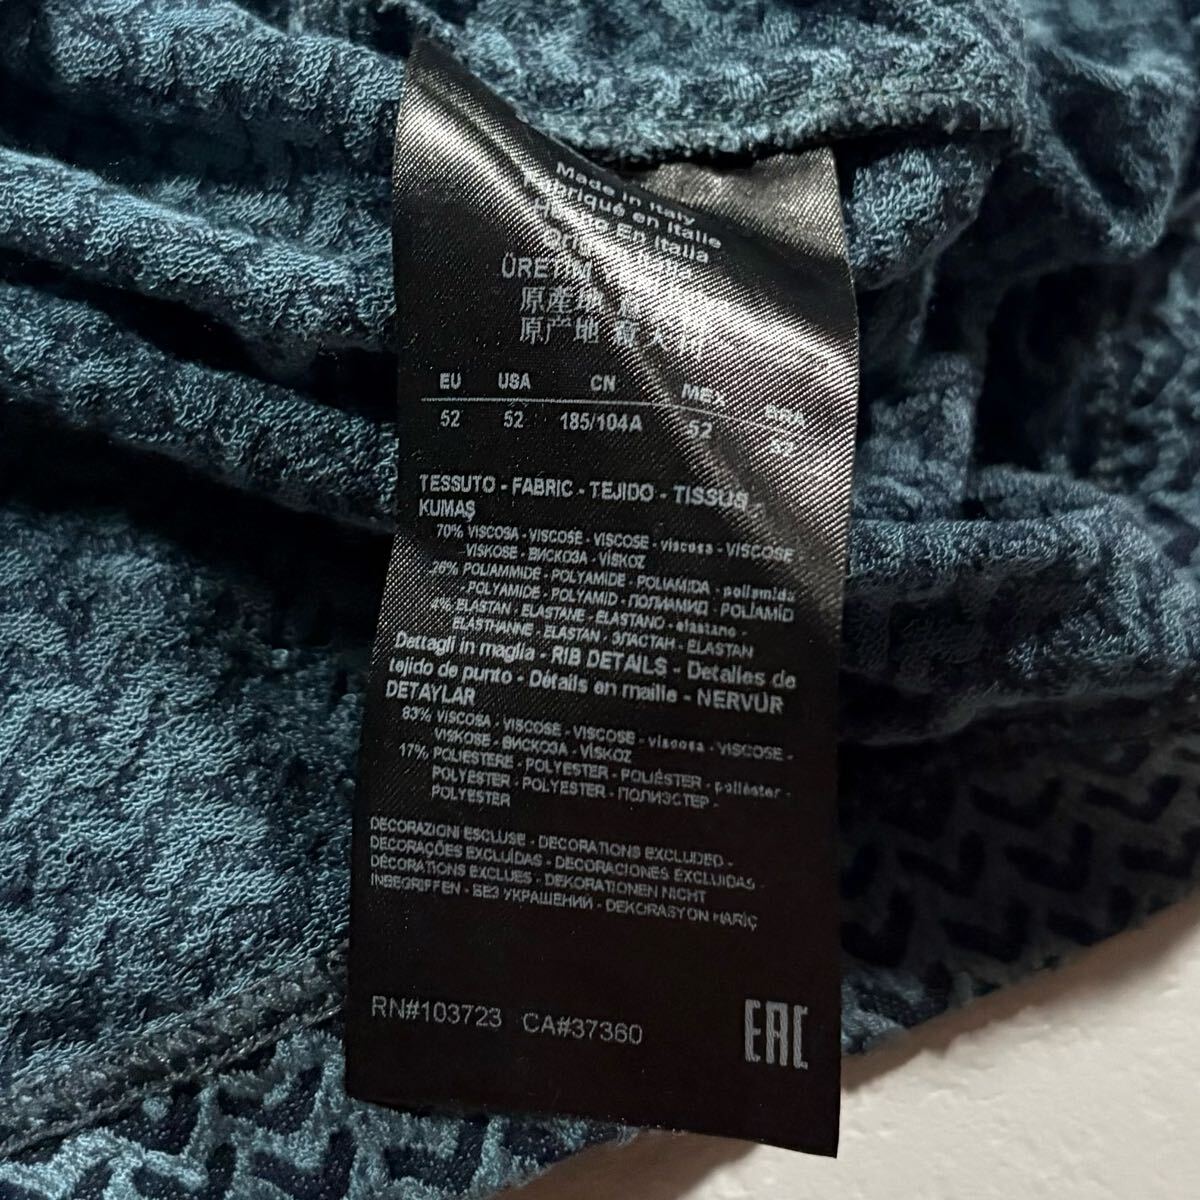 Made in Italy
Fabriqué en Italie
En Italia
ÜRETİM
原産地
原产地 意大利
EU USA CN MEX BRA
52 52 185/104A 52 52
TESSUTO - FABRIC - TEJIDO - TISSUS
KUMAŞ
70% VISCOSA - VISCOSE - VISCOSE - viscosa - VISCOSE -
VISKOSE - ВИСКОЗА - VİSKOZ
26% POLIAMMIDE - POLYAMIDE - POLIAMIDA - poliamida
- POLYAMIDE - POLYAMID - ПОЛИАМИД - POLİAMİD
4% ELASTAN - ELASTANE - ELASTANO - elastano -
ELASTHANNE - ELASTAN - ЭЛАСТАН - ELASTAN
Dettagli in maglia - RIB DETAILS - Detalles de
tejido de punto - Détails en maille - NERVÜR
DETAYLAR
83% VISCOSA - VISCOSE - VISCOSE - viscosa - VISCOSE -
VISKOSE - ВИСКОЗА - VİSKOZ
17% POLIESTERE - POLYESTER - POLIÉSTER - poliéster -
POLYESTER - POLYESTER - ПОЛИЭСТЕР -
POLYESTER
DECORAZIONI ESCLUSE - DECORATIONS EXCLUDED -
DECORAÇÕES EXCLUÍDAS - DECORACIONES EXCLUIDAS -
DÉCORATIONS EXCLUES - DEKORATIONEN NICHT
INBEGRIFFEN - БЕЗ УКРАШЕНИЙ - DEKORASYON HARİÇ
RN#103723 CA#37360
EAC